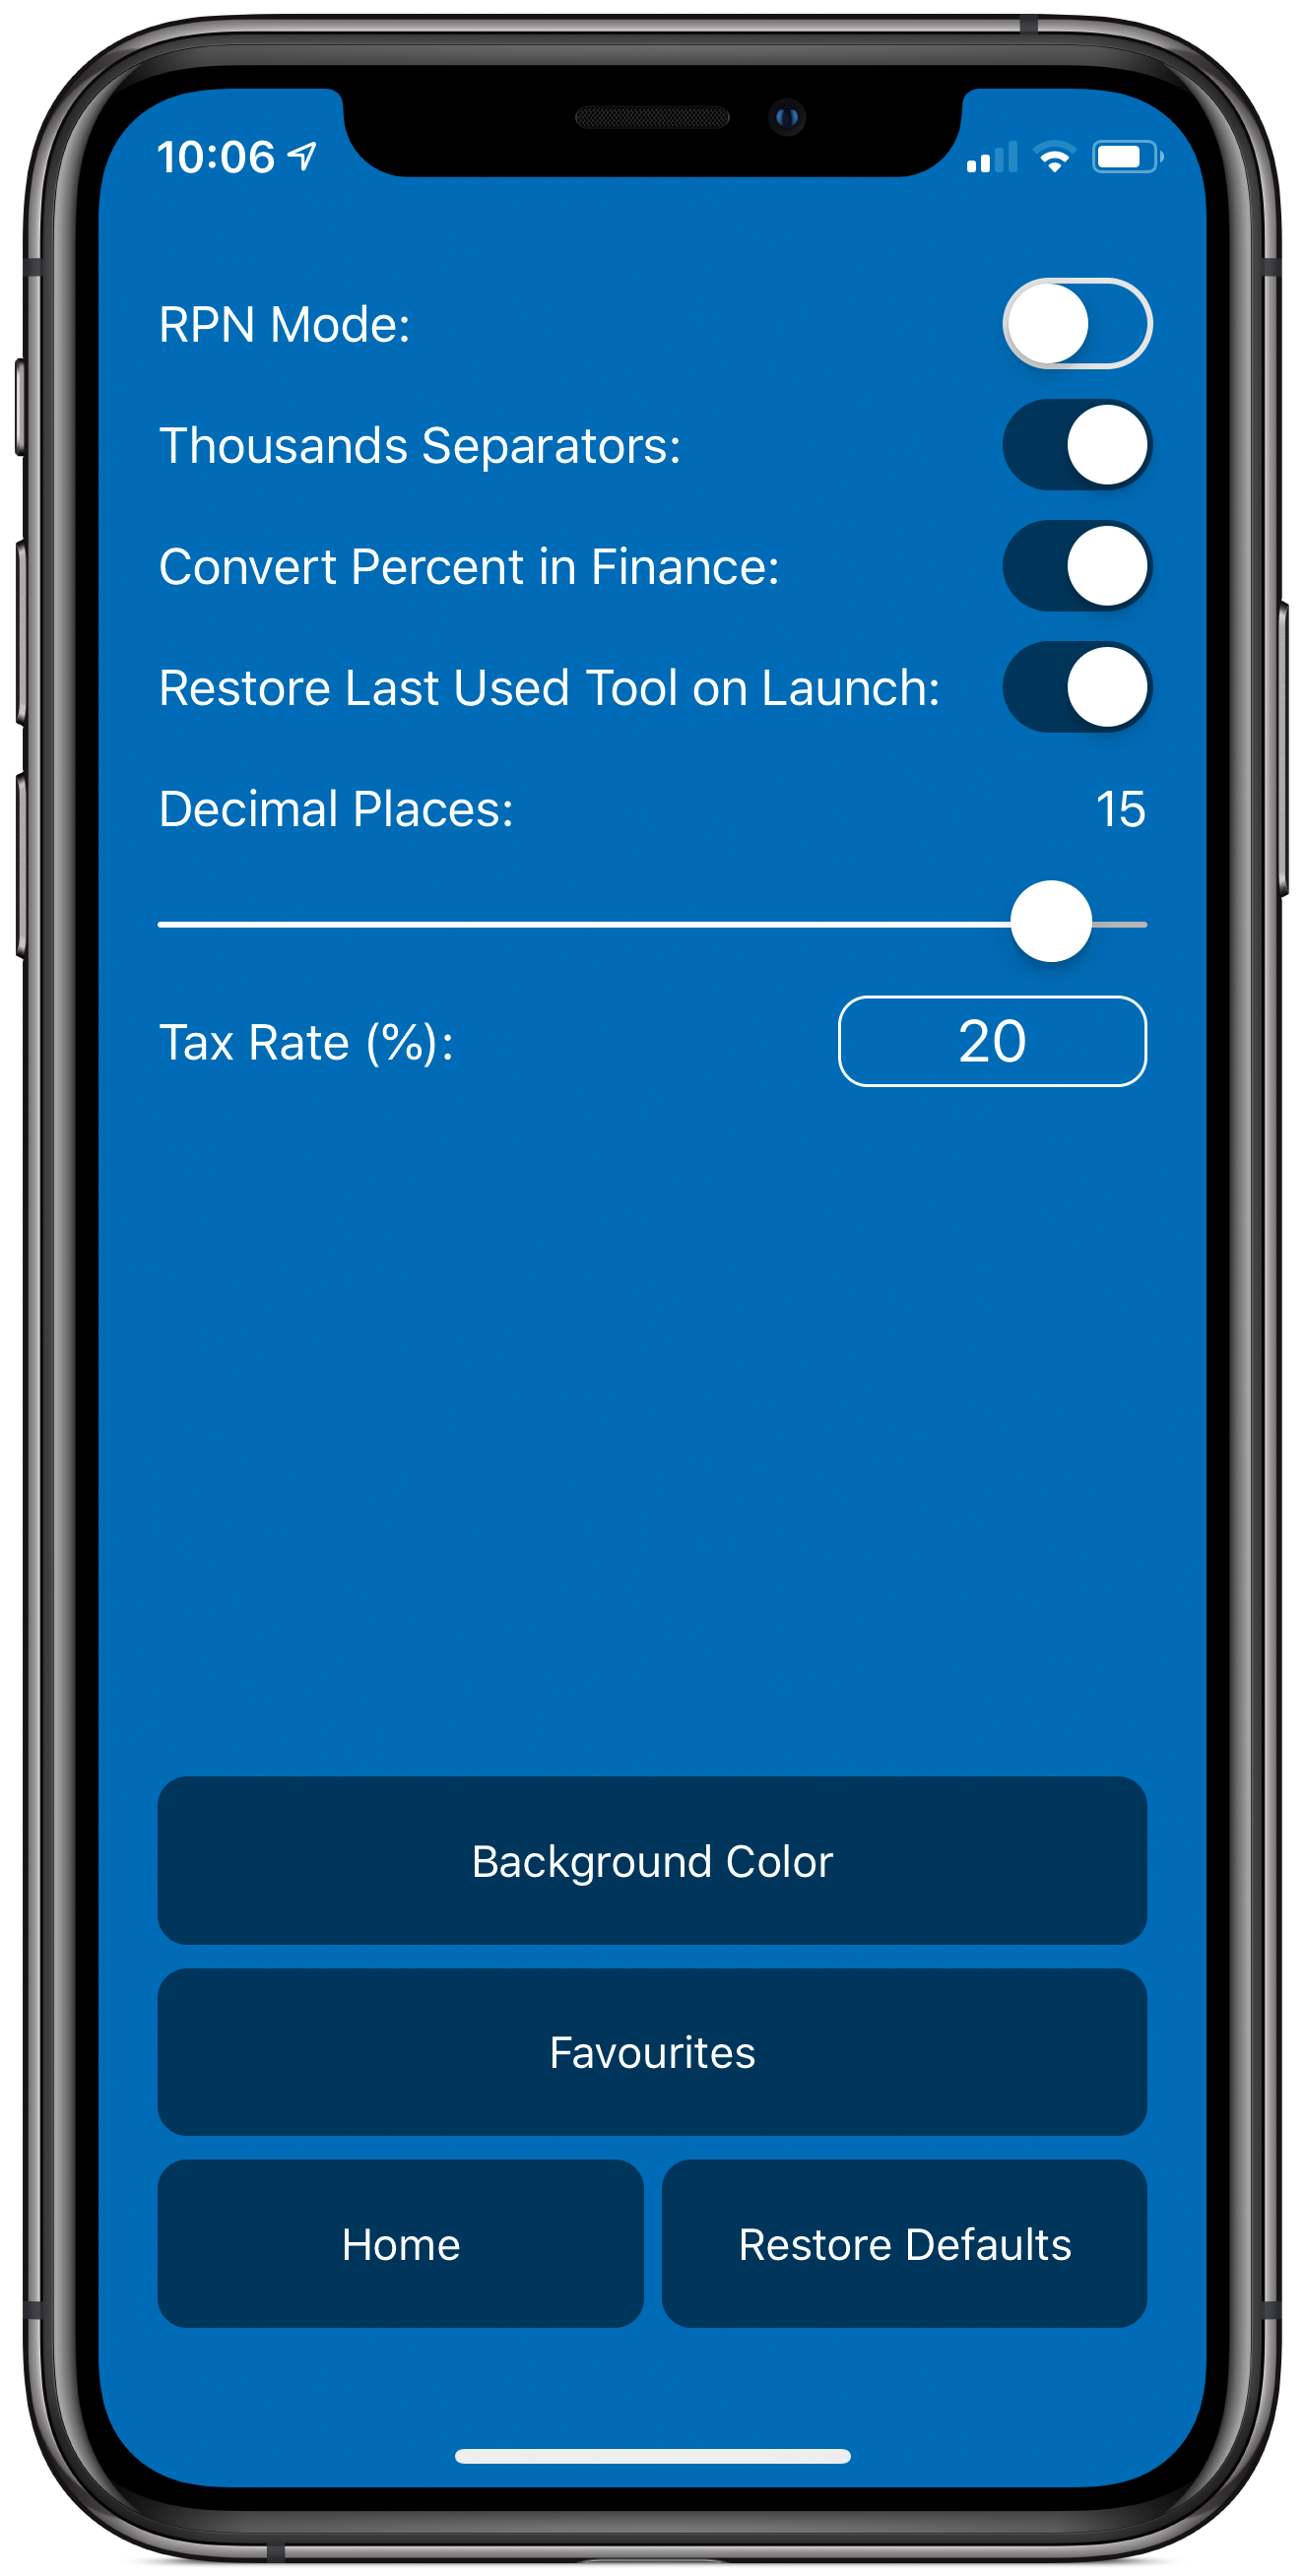 10:06
RPN Mode:
Thousands Separators:
Convert Percent in Finance:
Restore Last Used Tool on Launch:
Decimal Places: 15
Tax Rate (%): 20
Background Color
Favourites
Home Restore Defaults